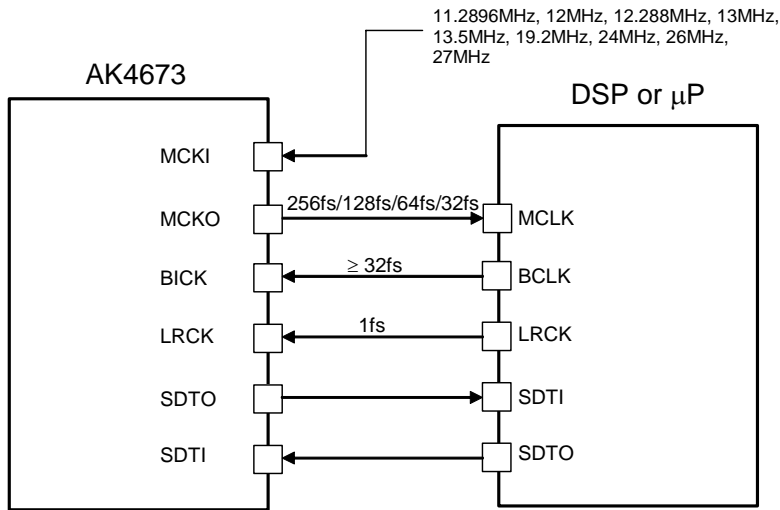 11.2896MHz, 12MHz, 12.288MHz, 13MHz,
13.5MHz, 19.2MHz, 24MHz, 26MHz,
27MHz
AK4673
DSP or μP
MCKI
MCKO
256fs/128fs/64fs/32fs
MCLK
BICK
≥ 32fs
BCLK
LRCK
1fs
LRCK
SDTO
SDTI
SDTI
SDTO